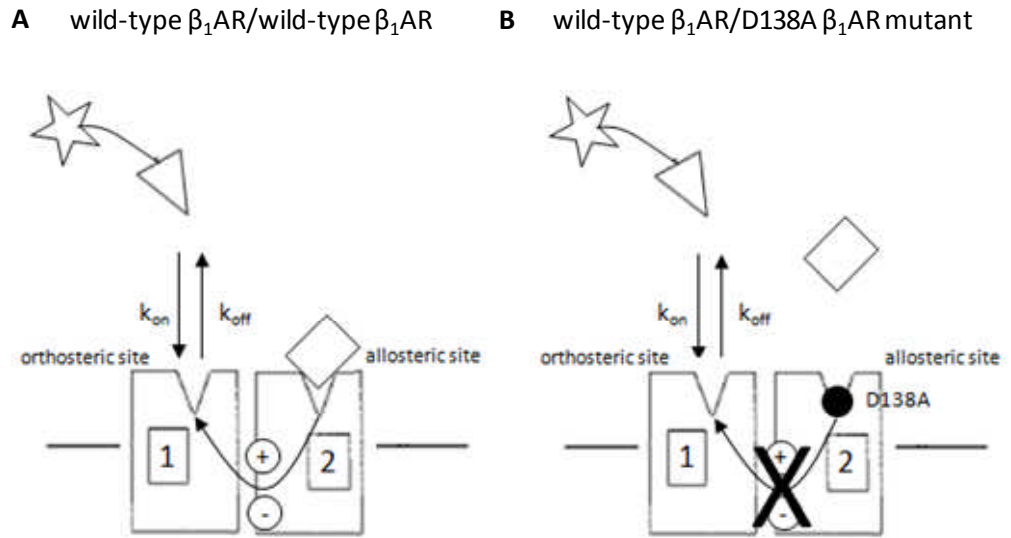 A wild-type β₁AR/wild-type β₁AR
B wild-type β₁AR/D138A β₁AR mutant
kon koff
orthosteric site allosteric site
1 + 2
-
kon koff
orthosteric site allosteric site
D138A
1 + 2
-